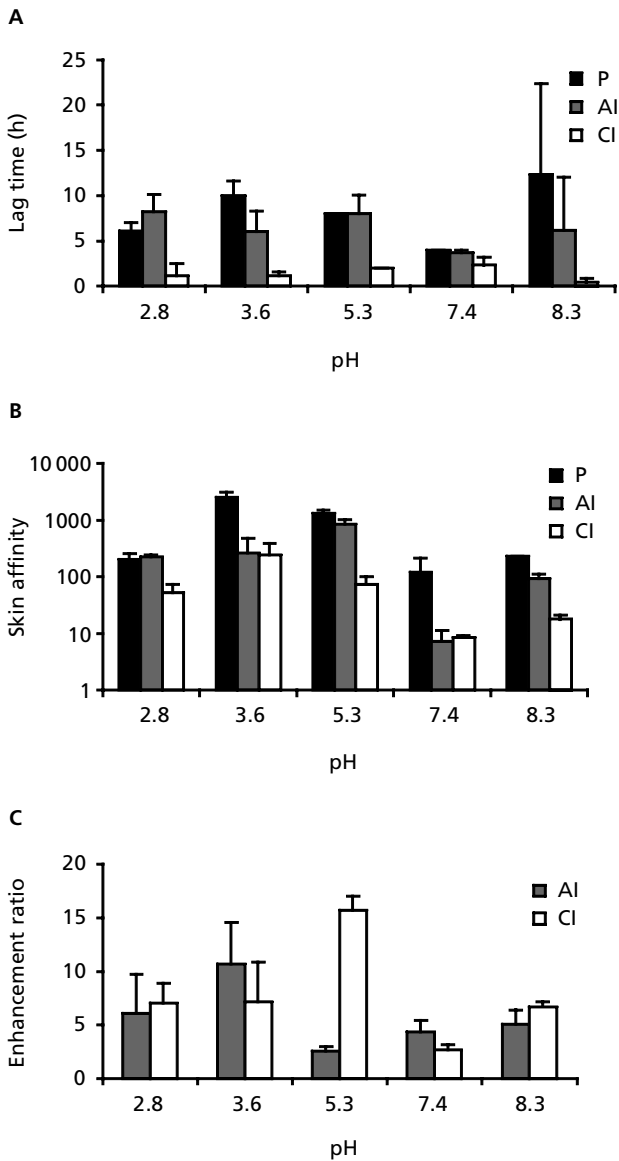 A
Lag time (h)
25
20
15
10
5
0
P
AI
CI
2.8 3.6 5.3 7.4 8.3
pH
B
Skin affinity
10 000
1000
100
10
1
P
AI
CI
2.8 3.6 5.3 7.4 8.3
pH
C
Enhancement ratio
20
15
10
5
0
AI
CI
2.8 3.6 5.3 7.4 8.3
pH